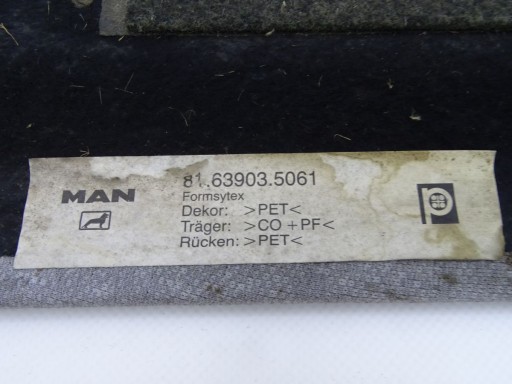 MAN
81.63903.5061
Formsytex
Dekor: >PET<
Träger: >CO +PF<
Rücken: >PET<